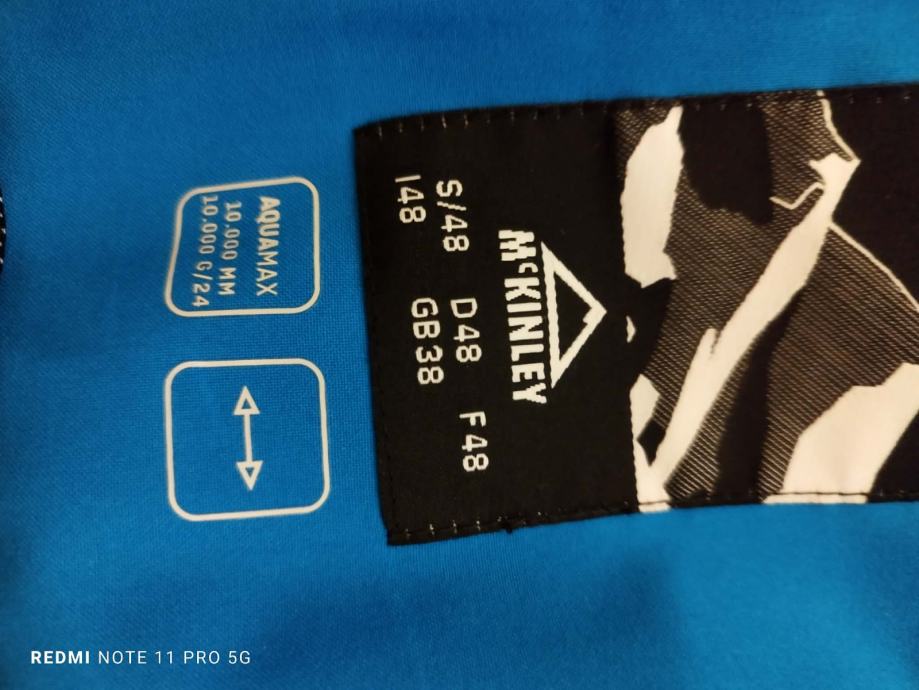 McKINLEY
S/48 D48 F48
I48 GB38
AQUAMAX
10.000 MM
10.000 G/24
REDMI NOTE 11 PRO 5G